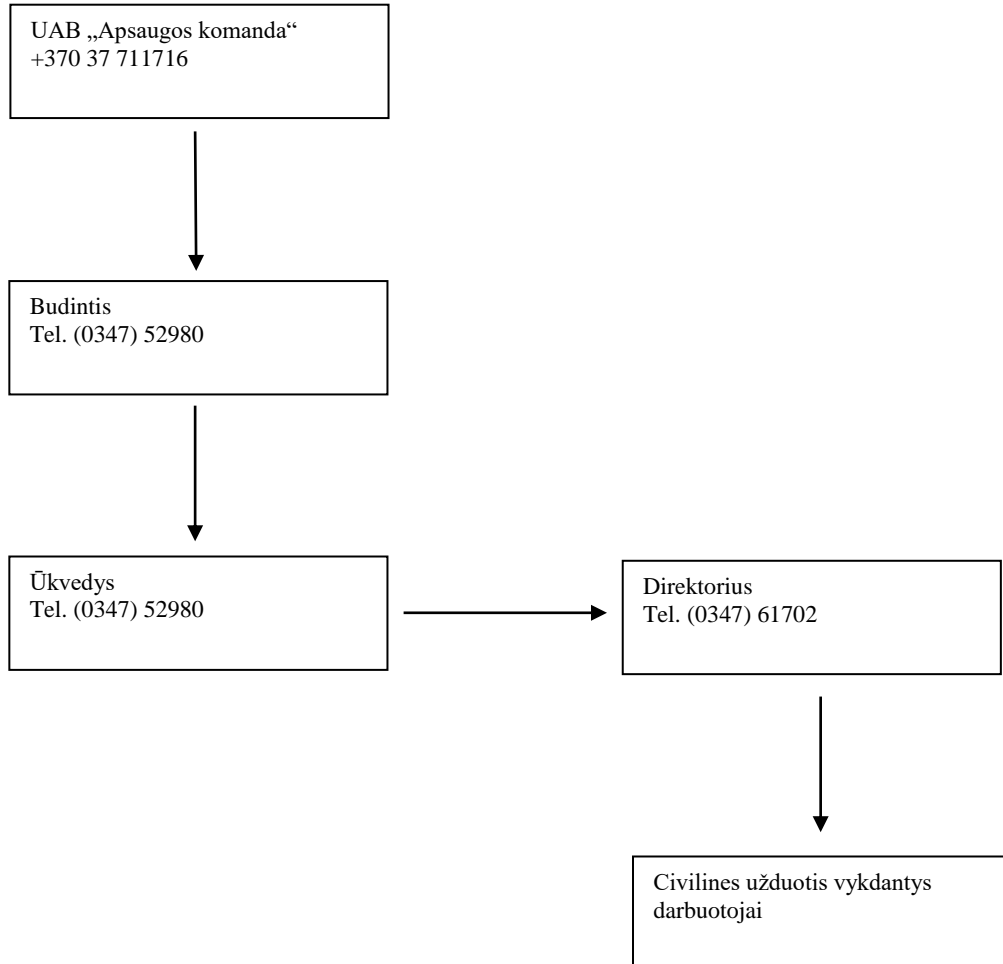 UAB „Apsaugos komanda“
+370 37 711716
Budintis
Tel. (0347) 52980
Ūkvedys
Tel. (0347) 52980
Direktorius
Tel. (0347) 61702
Civilines užduotis vykdantys
darbuotojai